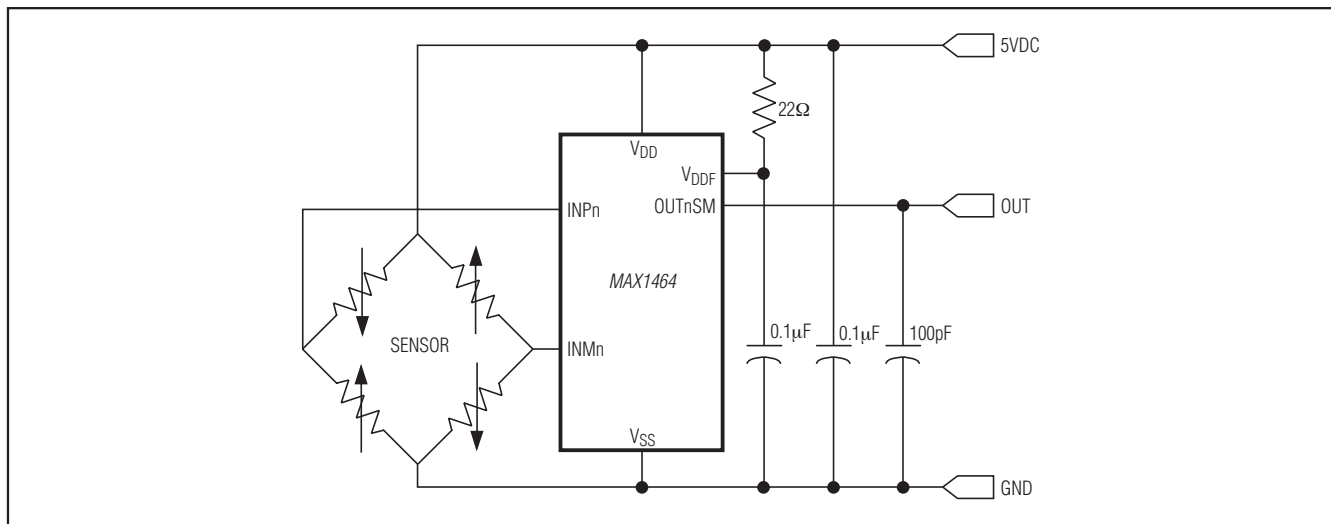 5VDC
22Ω
VDD
VDDF
OUTnSM
OUT
INPn
MAX1464
SENSOR
INMn
0.1μF
0.1μF
100pF
VSS
GND